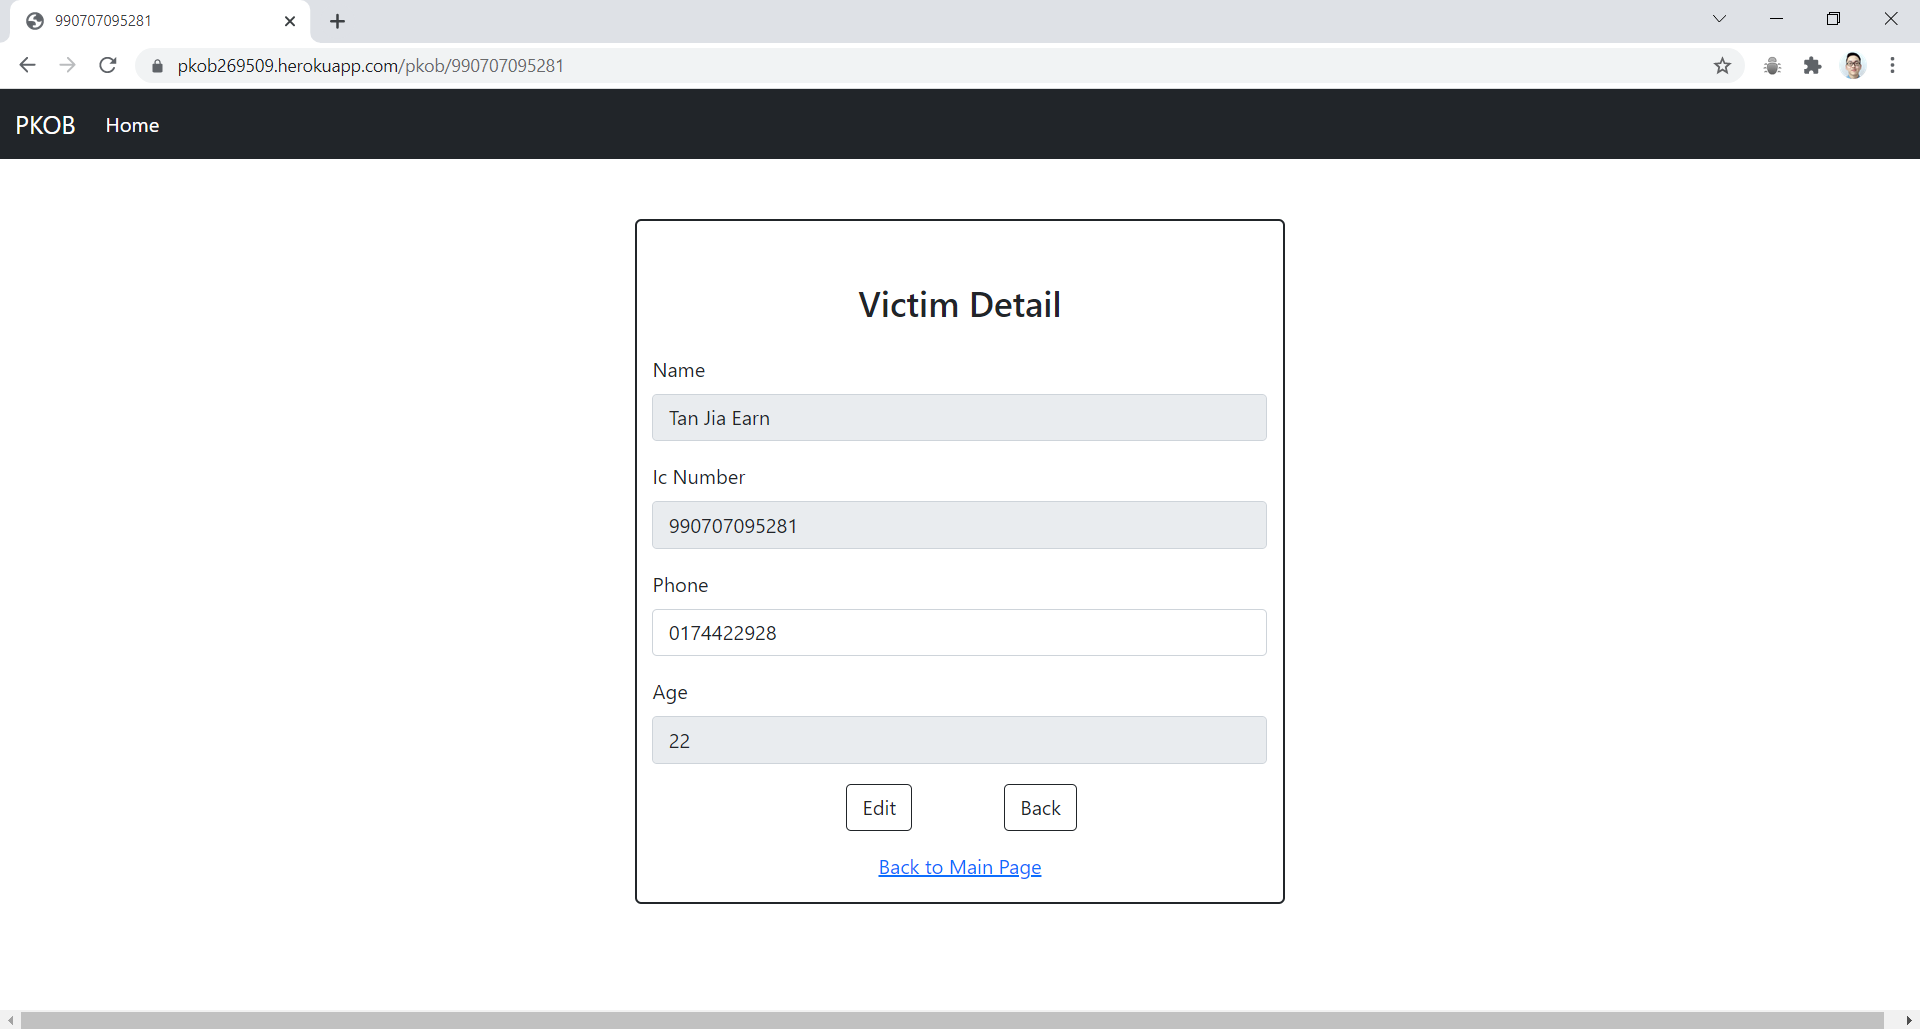 990707095281
pkob269509.herokuapp.com/pkob/990707095281
PKOB Home
Victim Detail
Name
Tan Jia Earn
Ic Number
990707095281
Phone
0174422928
Age
22
Edit Back
Back to Main Page